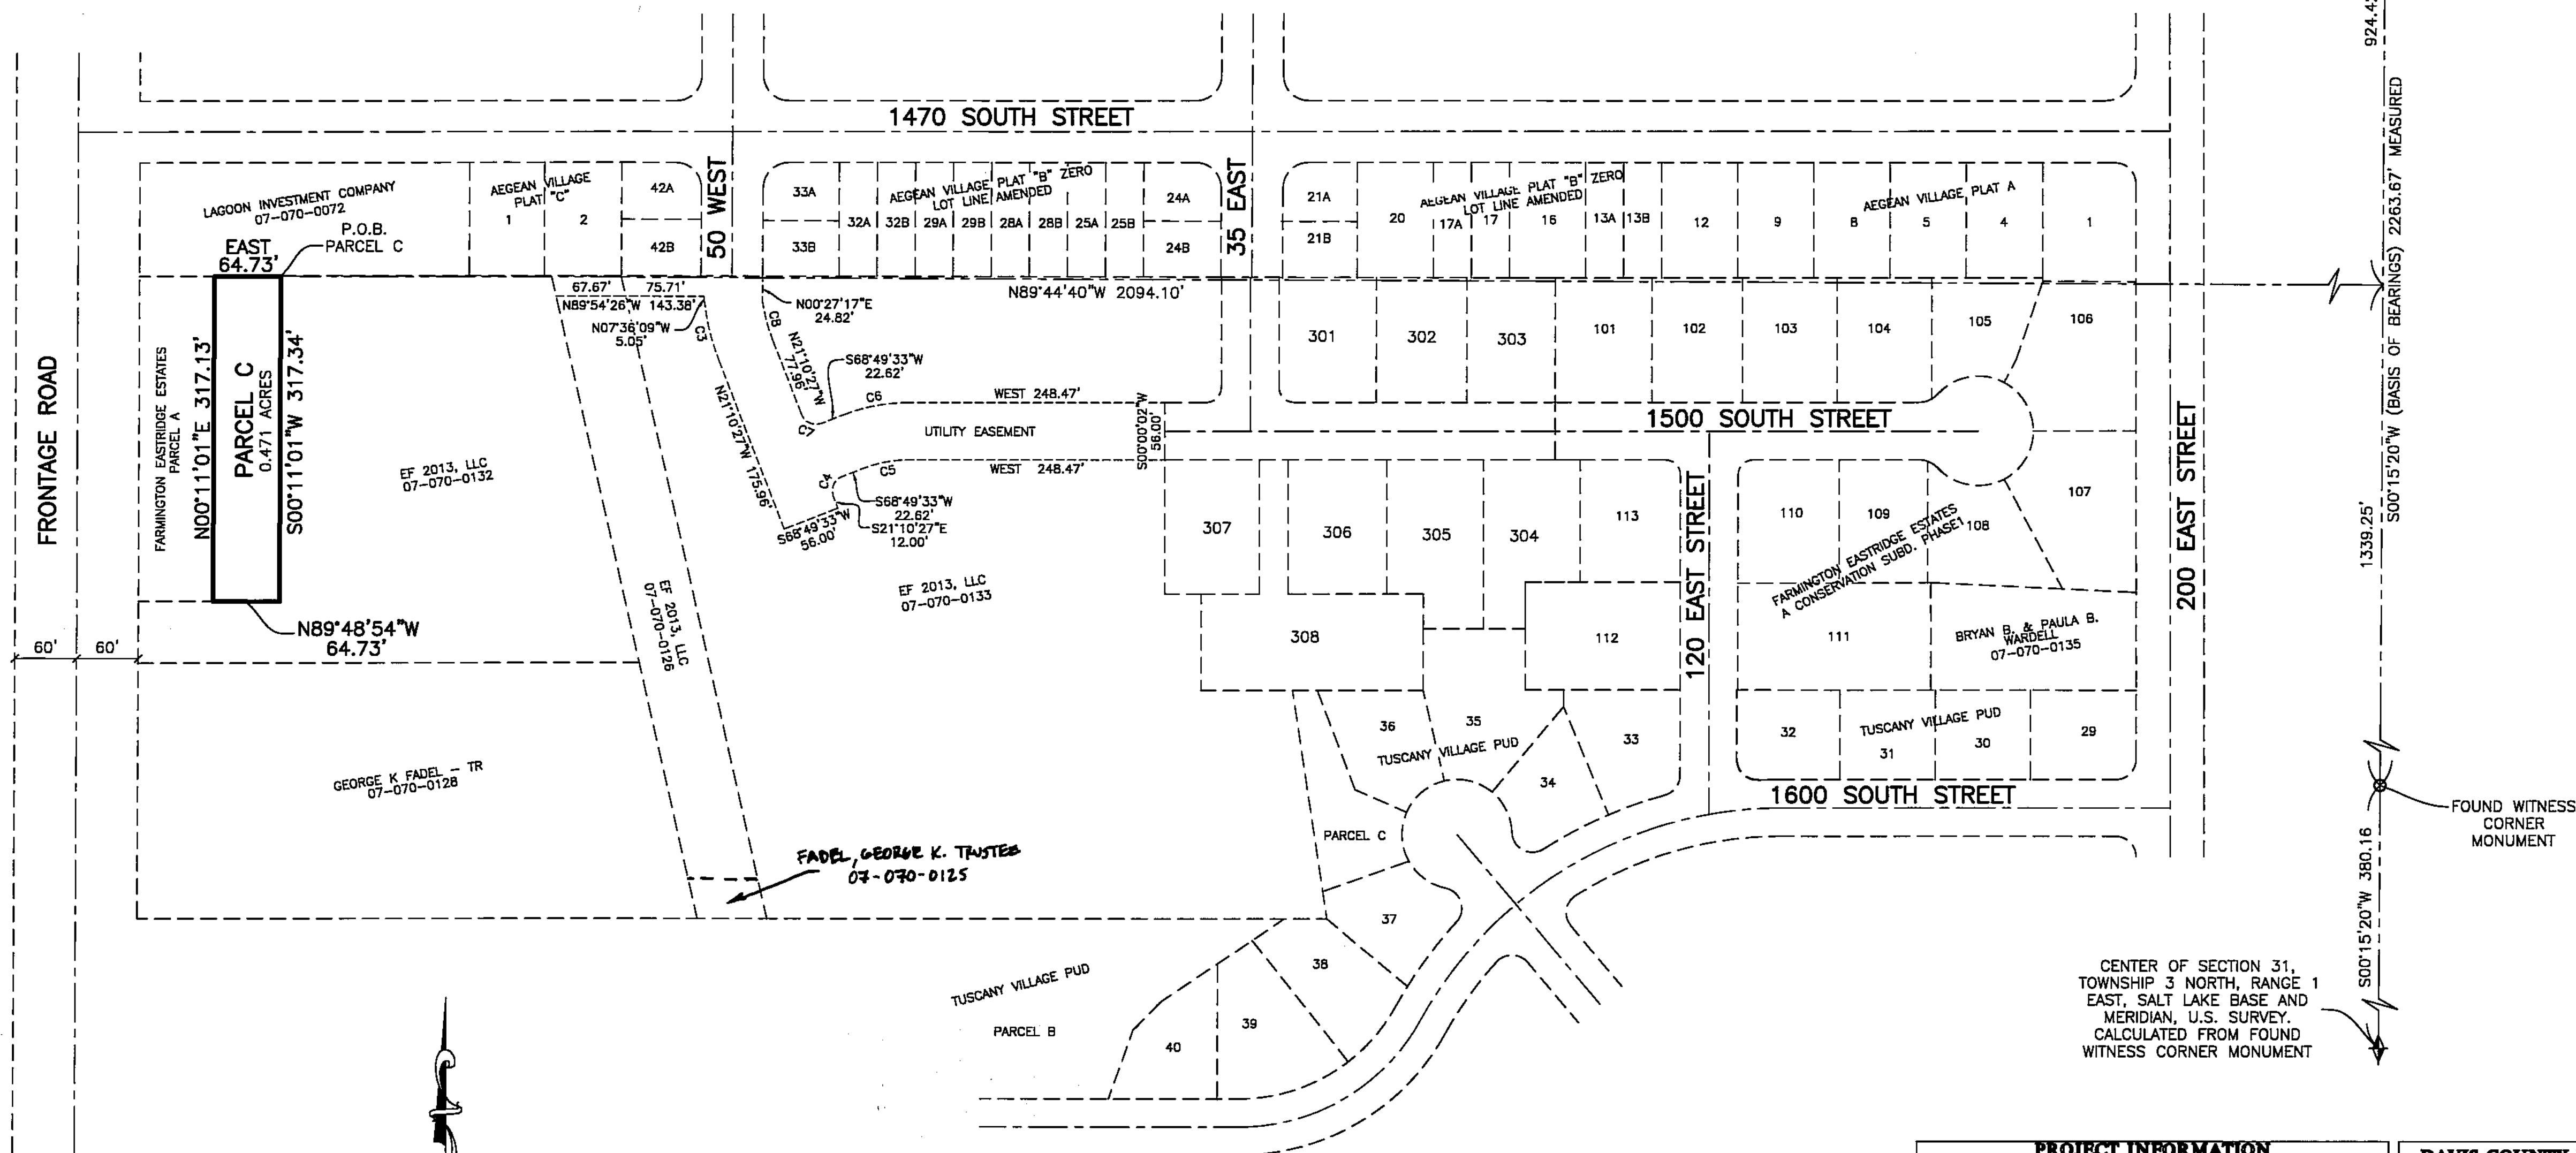 924.4
1470 SOUTH STREET
50 WEST
35 EAST
LAGOON INVESTMENT COMPANY
07-070-0072
P.O.B.
PARCEL C
AEGEAN VILLAGE
PLAT "C"
1
2
42A
42B
33A
33B
AEGEAN VILLAGE PLAT "B" ZERO
LOT LINE AMENDED
32A
32B
29A
29B
28A
28B
25A
25B
24A
24B
21A
21B
AEGEAN VILLAGE PLAT "B" ZERO
LOT LINE AMENDED
20
17A
17
16
13A
13B
12
9
8
5
4
1
AEGEAN VILLAGE PLAT A
EAST
64.73'
67.67'
75.71'
N89°54'26"W 143.38'
N07°36'09"W
5.05'
N00°27'17"E
24.82'
N89°44'40"W 2094.10'
C3
C8
N21°10'27"W
77.96'
S68°49'33"W
22.62'
C7
C6
WEST 248.47'
UTILITY EASEMENT
S00°00'02"W
56.00'
N21°10'27"W 175.96'
C4
C5
WEST 248.47'
S68°49'33"W
22.62'
S21°10'27"E
12.00'
S68°49'33"W
56.00'
FRONTAGE ROAD
FARMINGTON EASTRIDGE ESTATES
PARCEL A
N00°11'01"E 317.13'
PARCEL C
0.471 ACRES
S00°11'01"W 317.34'
EF 2013, LLC
07-070-0132
N89°48'54"W
64.73'
60'
60'
EF 2013, LLC
07-070-0126
EF 2013, LLC
07-070-0133
GEORGE K FADEL - TR
07-070-0128
FADEL, GEORGE K. TRUSTEE
07-070-0125
301
302
303
101
102
103
104
105
106
1500 SOUTH STREET
307
306
305
304
113
308
112
120 EAST STREET
110
109
108
107
FARMINGTON EASTRIDGE ESTATES
A CONSERVATION SUBD. PHASE1
111
BRYAN B. & PAULA B.
WARDELL
07-070-0135
200 EAST STREET
36
35
TUSCANY VILLAGE PUD
34
33
32
31
TUSCANY VILLAGE PUD
30
29
1600 SOUTH STREET
PARCEL C
37
38
39
40
TUSCANY VILLAGE PUD
PARCEL B
S00°15'20"W (BASIS OF BEARINGS) 2263.67' MEASURED
1339.25'
FOUND WITNESS
CORNER
MONUMENT
S00°15'20"W 380.16
CENTER OF SECTION 31,
TOWNSHIP 3 NORTH, RANGE 1
EAST, SALT LAKE BASE AND
MERIDIAN, U.S. SURVEY.
CALCULATED FROM FOUND
WITNESS CORNER MONUMENT
PROJECT INFORMATION
DAVIS COUNTY